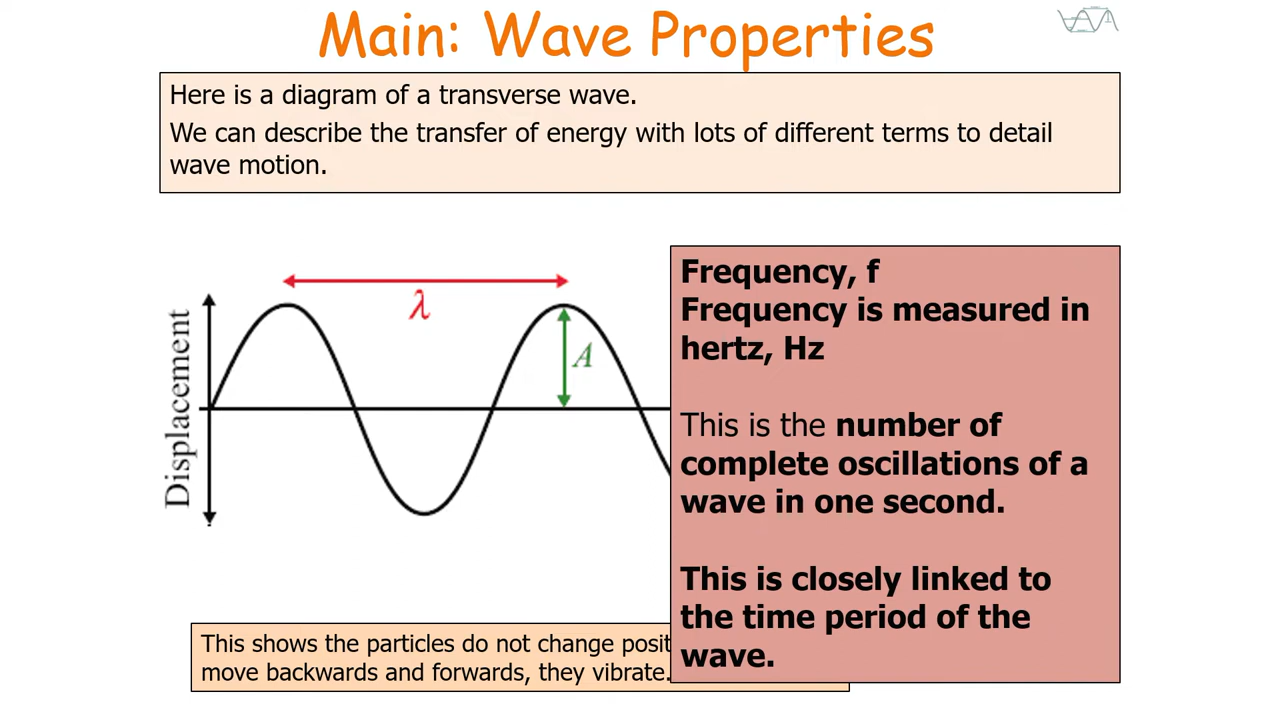 Main: Wave Properties
Here is a diagram of a transverse wave.
We can describe the transfer of energy with lots of different terms to detail
wave motion.
Displacement
λ
A
Frequency, f
Frequency is measured in
hertz, Hz
This is the number of
complete oscillations of a
wave in one second.
This is closely linked to
the time period of the
wave.
This shows the particles do not change
move backwards and forwards, they vibrate.